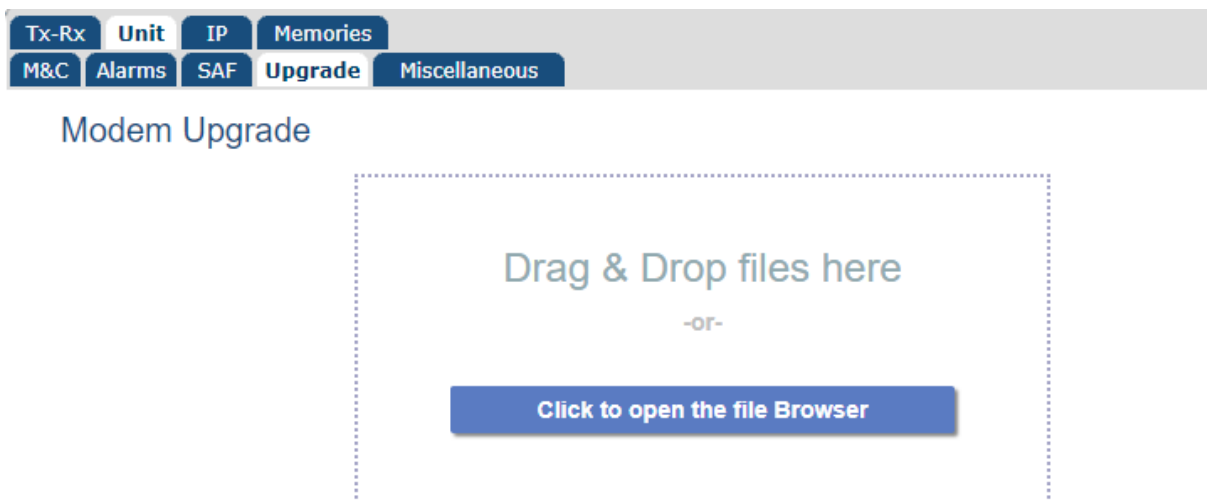 Tx-Rx Unit IP Memories
M&C Alarms SAF Upgrade Miscellaneous
Modem Upgrade
Drag & Drop files here
-or-
Click to open the file Browser